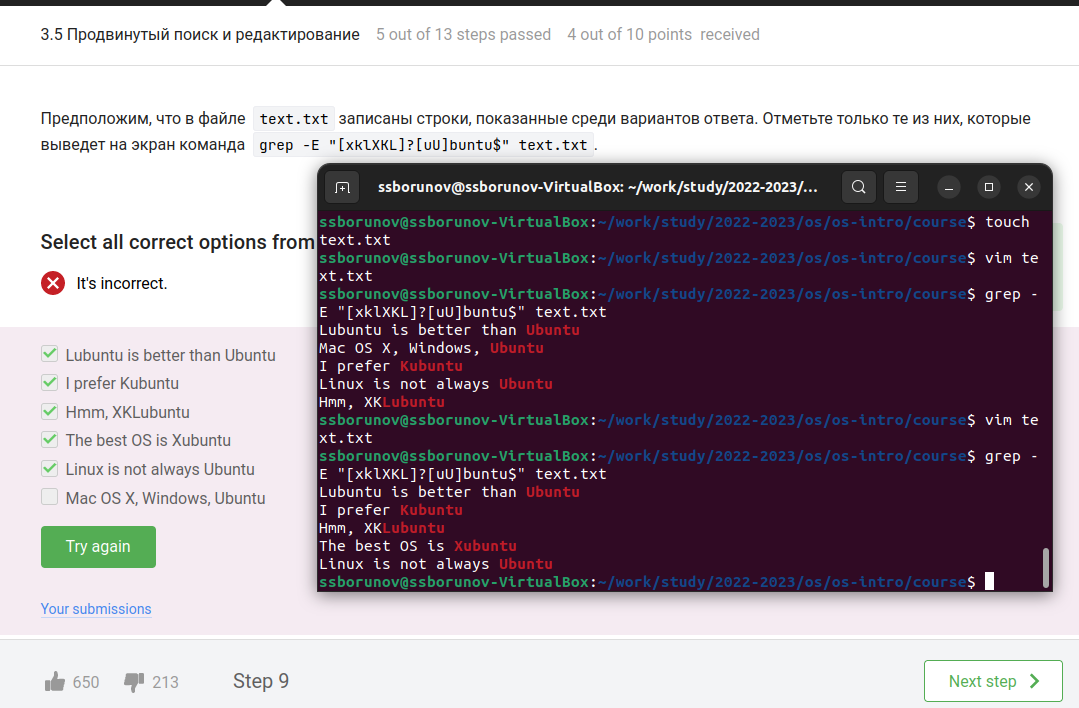 3.5 Продвинутый поиск и редактирование 5 out of 13 steps passed 4 out of 10 points received
Предположим, что в файле text.txt записаны строки, показанные среди вариантов ответа. Отметьте только те из них, которые
выведет на экран команда grep -E "[xklXKL]?[uU]buntu$" text.txt .
Select all correct options from
It's incorrect.
Lubuntu is better than Ubuntu
I prefer Kubuntu
Hmm, XKLubuntu
The best OS is Xubuntu
Linux is not always Ubuntu
Mac OS X, Windows, Ubuntu
Try again
Your submissions
ssborunov@ssborunov-VirtualBox: ~/work/study/2022-2023/...
ssborunov@ssborunov-VirtualBox:~/work/study/2022-2023/os/os-intro/course$ touch
text.txt
ssborunov@ssborunov-VirtualBox:~/work/study/2022-2023/os/os-intro/course$ vim te
xt.txt
ssborunov@ssborunov-VirtualBox:~/work/study/2022-2023/os/os-intro/course$ grep -
E "[xklXKL]?[uU]buntu$" text.txt
Lubuntu is better than Ubuntu
Mac OS X, Windows, Ubuntu
I prefer Kubuntu
Linux is not always Ubuntu
Hmm, XKLubuntu
ssborunov@ssborunov-VirtualBox:~/work/study/2022-2023/os/os-intro/course$ vim te
xt.txt
ssborunov@ssborunov-VirtualBox:~/work/study/2022-2023/os/os-intro/course$ grep -
E "[xklXKL]?[uU]buntu$" text.txt
Lubuntu is better than Ubuntu
I prefer Kubuntu
Hmm, XKLubuntu
The best OS is Xubuntu
Linux is not always Ubuntu
ssborunov@ssborunov-VirtualBox:~/work/study/2022-2023/os/os-intro/course$
650 213 Step 9 Next step